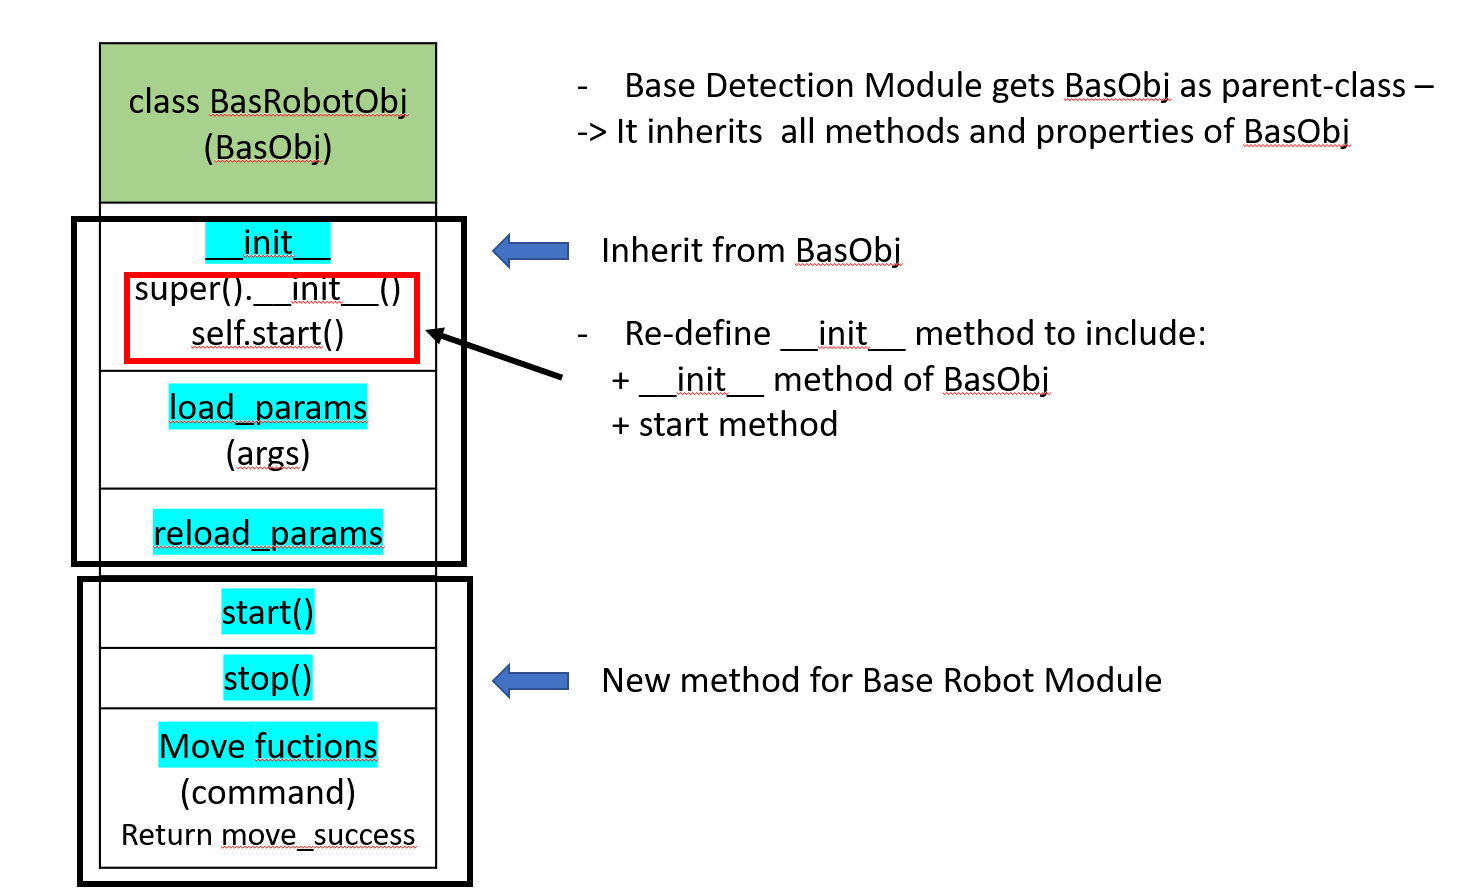 class BasRobotObj
(BasObj)
__init__
super().__init__()
self.start()
load_params
(args)
reload_params
start()
stop()
Move fuctions
(command)
Return move_success
- Base Detection Module gets BasObj as parent-class –
-> It inherits  all methods and properties of BasObj
Inherit from BasObj
- Re-define __init__ method to include:
+ __init__ method of BasObj
+ start method
New method for Base Robot Module